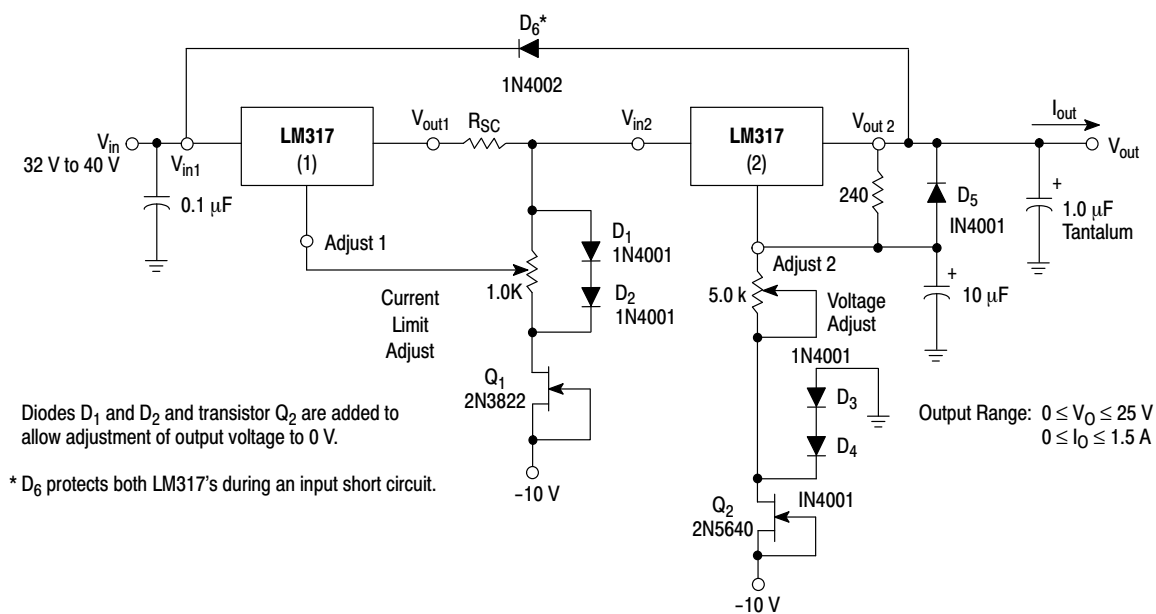 D6*
1N4002
Vin
32 V to 40 V
Vin1
0.1 μF
LM317
(1)
Adjust 1
Vout1
RSC
D1
1N4001
D2
1N4001
1.0K
Current
Limit
Adjust
Q1
2N3822
–10 V
Vin2
LM317
(2)
Vout 2
240
D5
IN4001
Iout
Vout
+
1.0 μF
Tantalum
Adjust 2
5.0 k
Voltage
Adjust
+
10 μF
1N4001
D3
D4
IN4001
Q2
2N5640
–10 V
Diodes D1 and D2 and transistor Q2 are added to
allow adjustment of output voltage to 0 V.
* D6 protects both LM317's during an input short circuit.
Output Range: 0 ≤ VO ≤ 25 V
0 ≤ IO ≤ 1.5 A